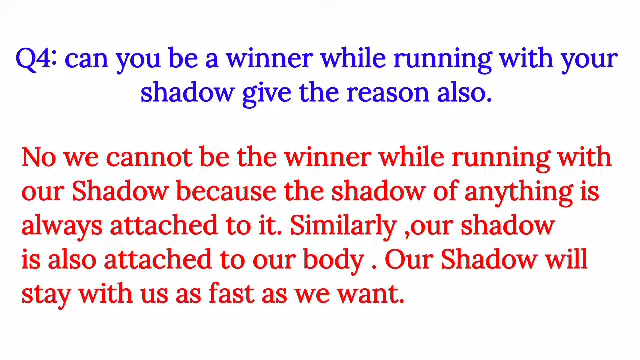 Q4: can you be a winner while running with your
shadow give the reason also.
No we cannot be the winner while running with
our Shadow because the shadow of anything is
always attached to it. Similarly ,our shadow
is also attached to our body . Our Shadow will
stay with us as fast as we want.